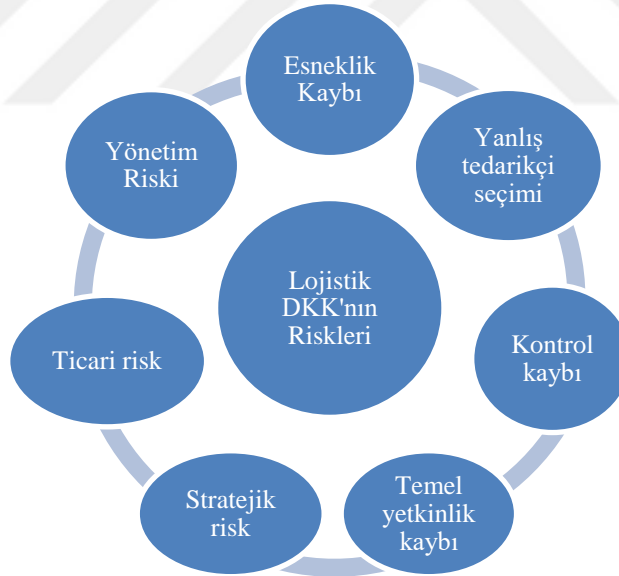 Esneklik
Kaybı
Yanlış
tedarikçi
seçimi
Kontrol
kaybı
Temel
yetkinlik
kaybı
Stratejik
risk
Ticari risk
Yönetim
Riski
Lojistik
DKK'nın
Riskleri